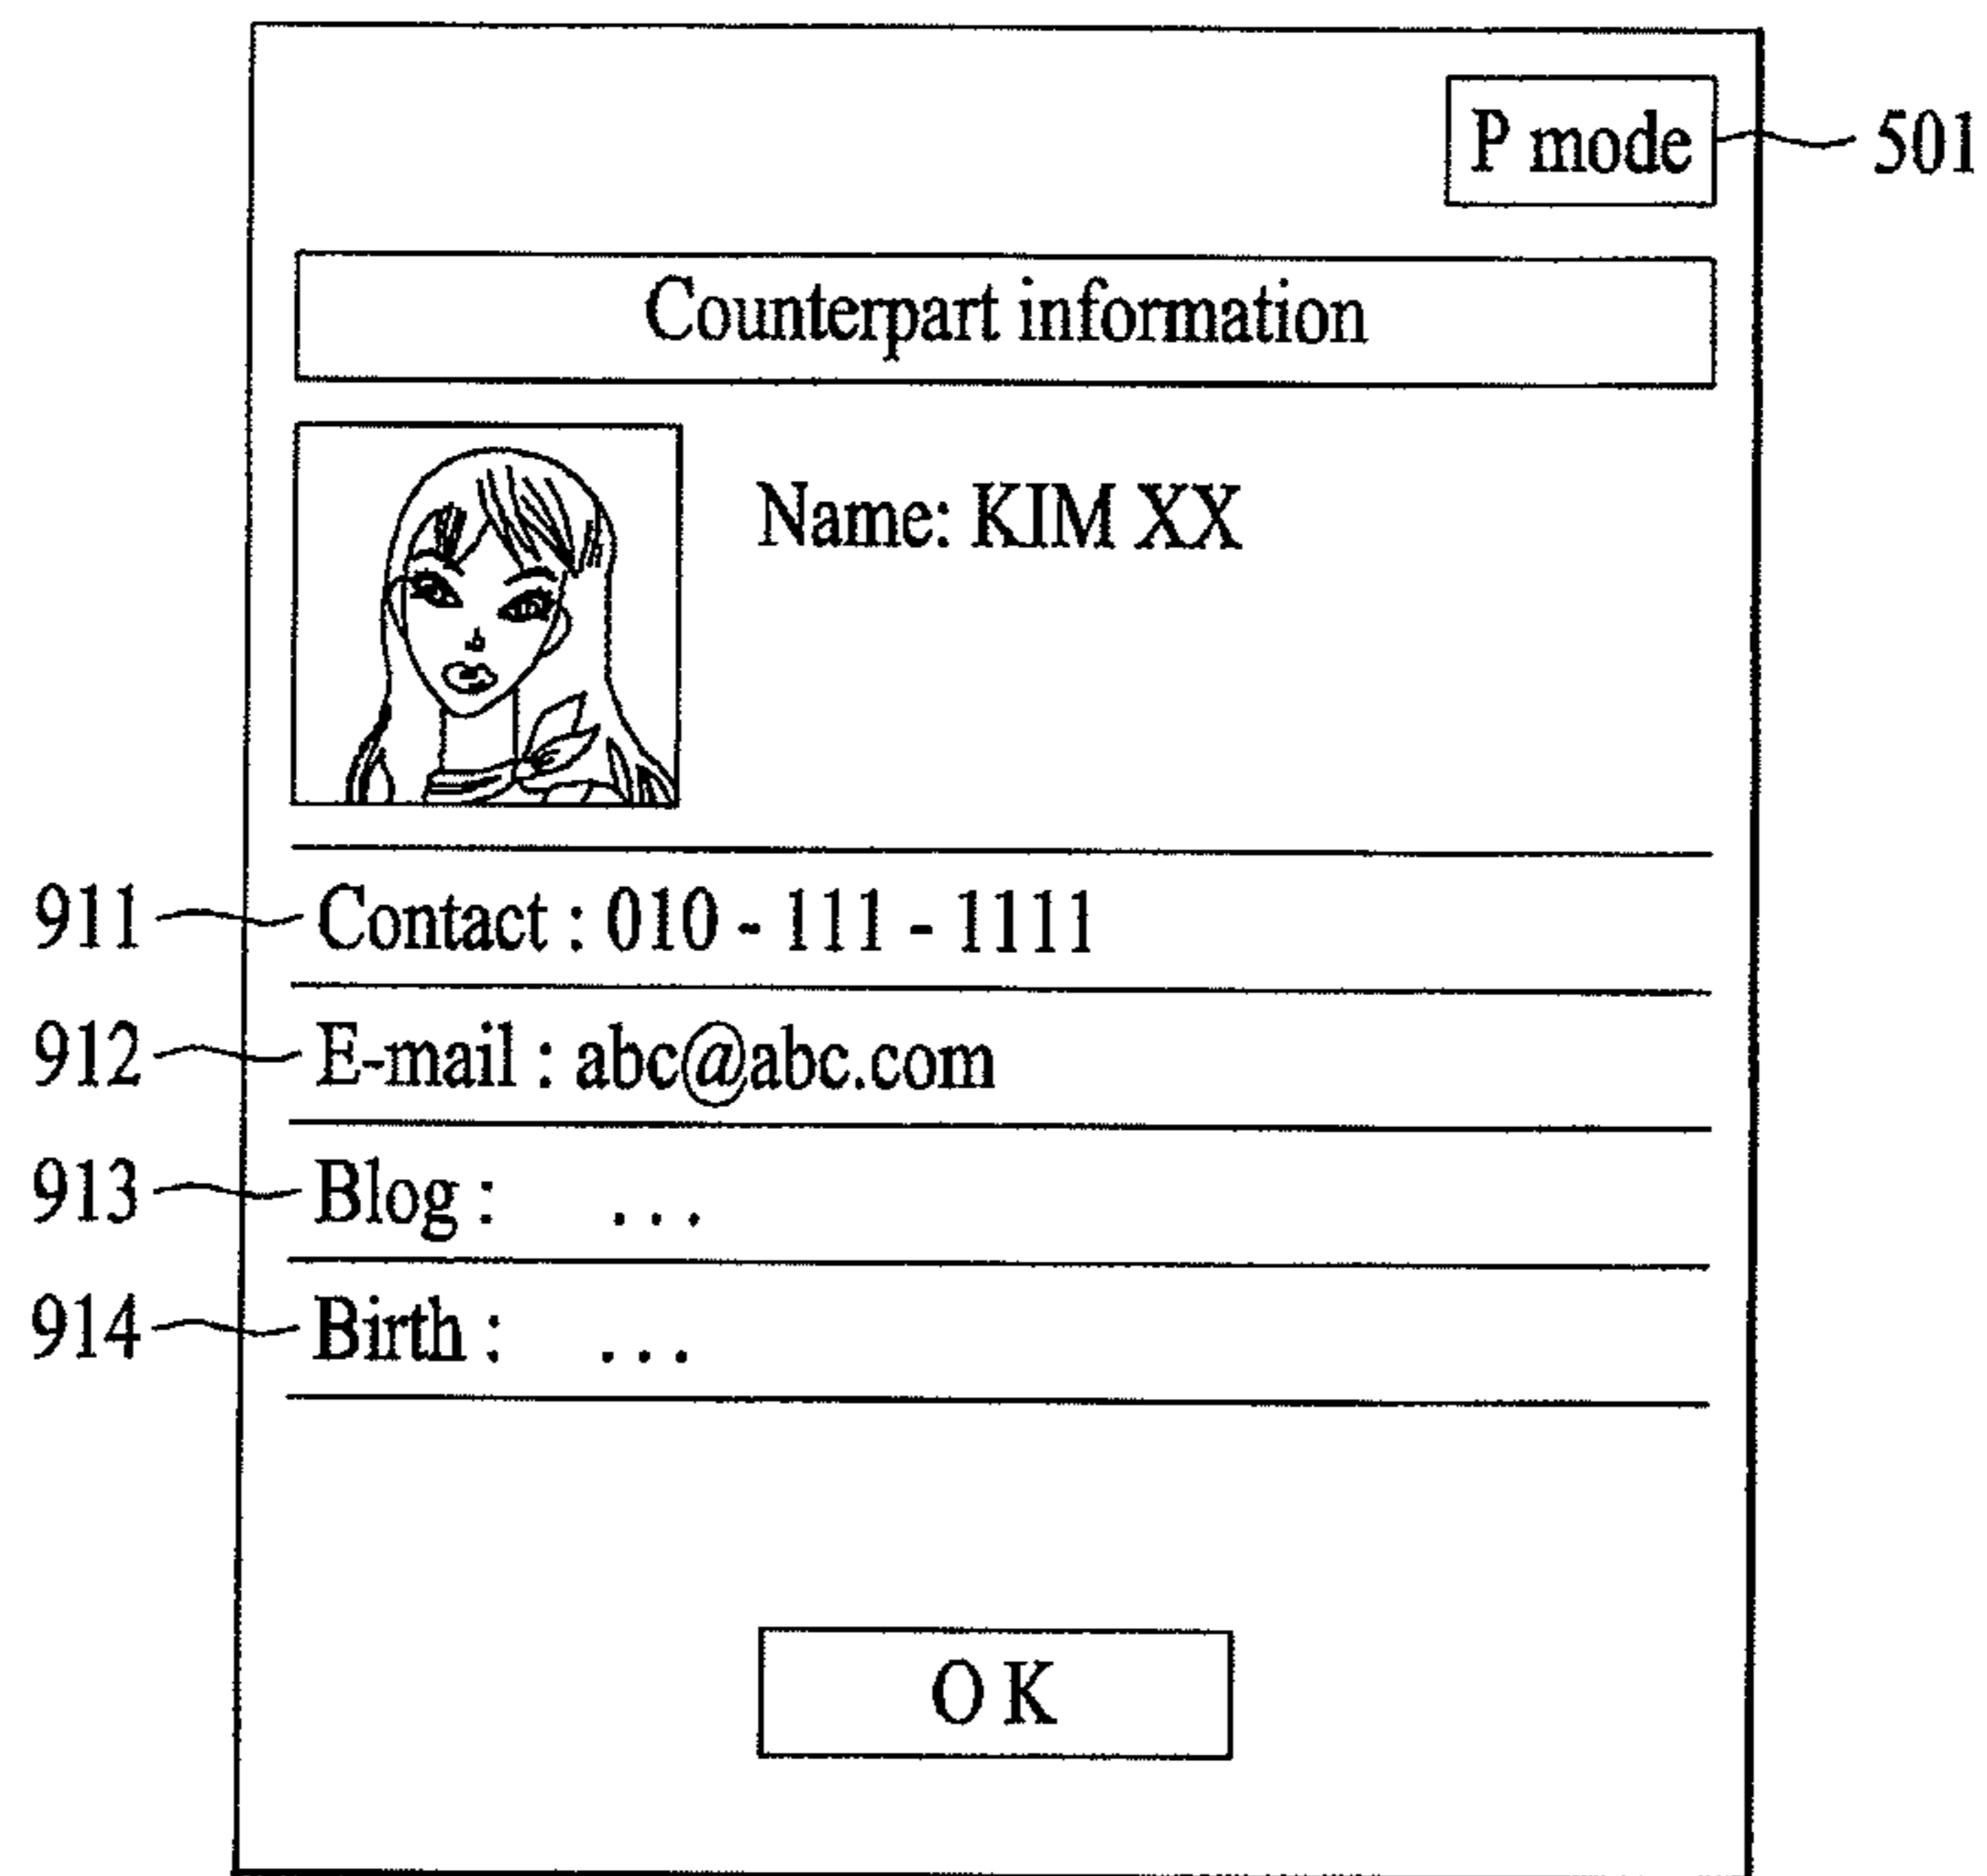 P mode 501
Counterpart information
Name: KIM XX
911 Contact : 010 - 111 - 1111
912 E-mail : abc@abc.com
913 Blog : . . .
914 Birth : . . .
O K